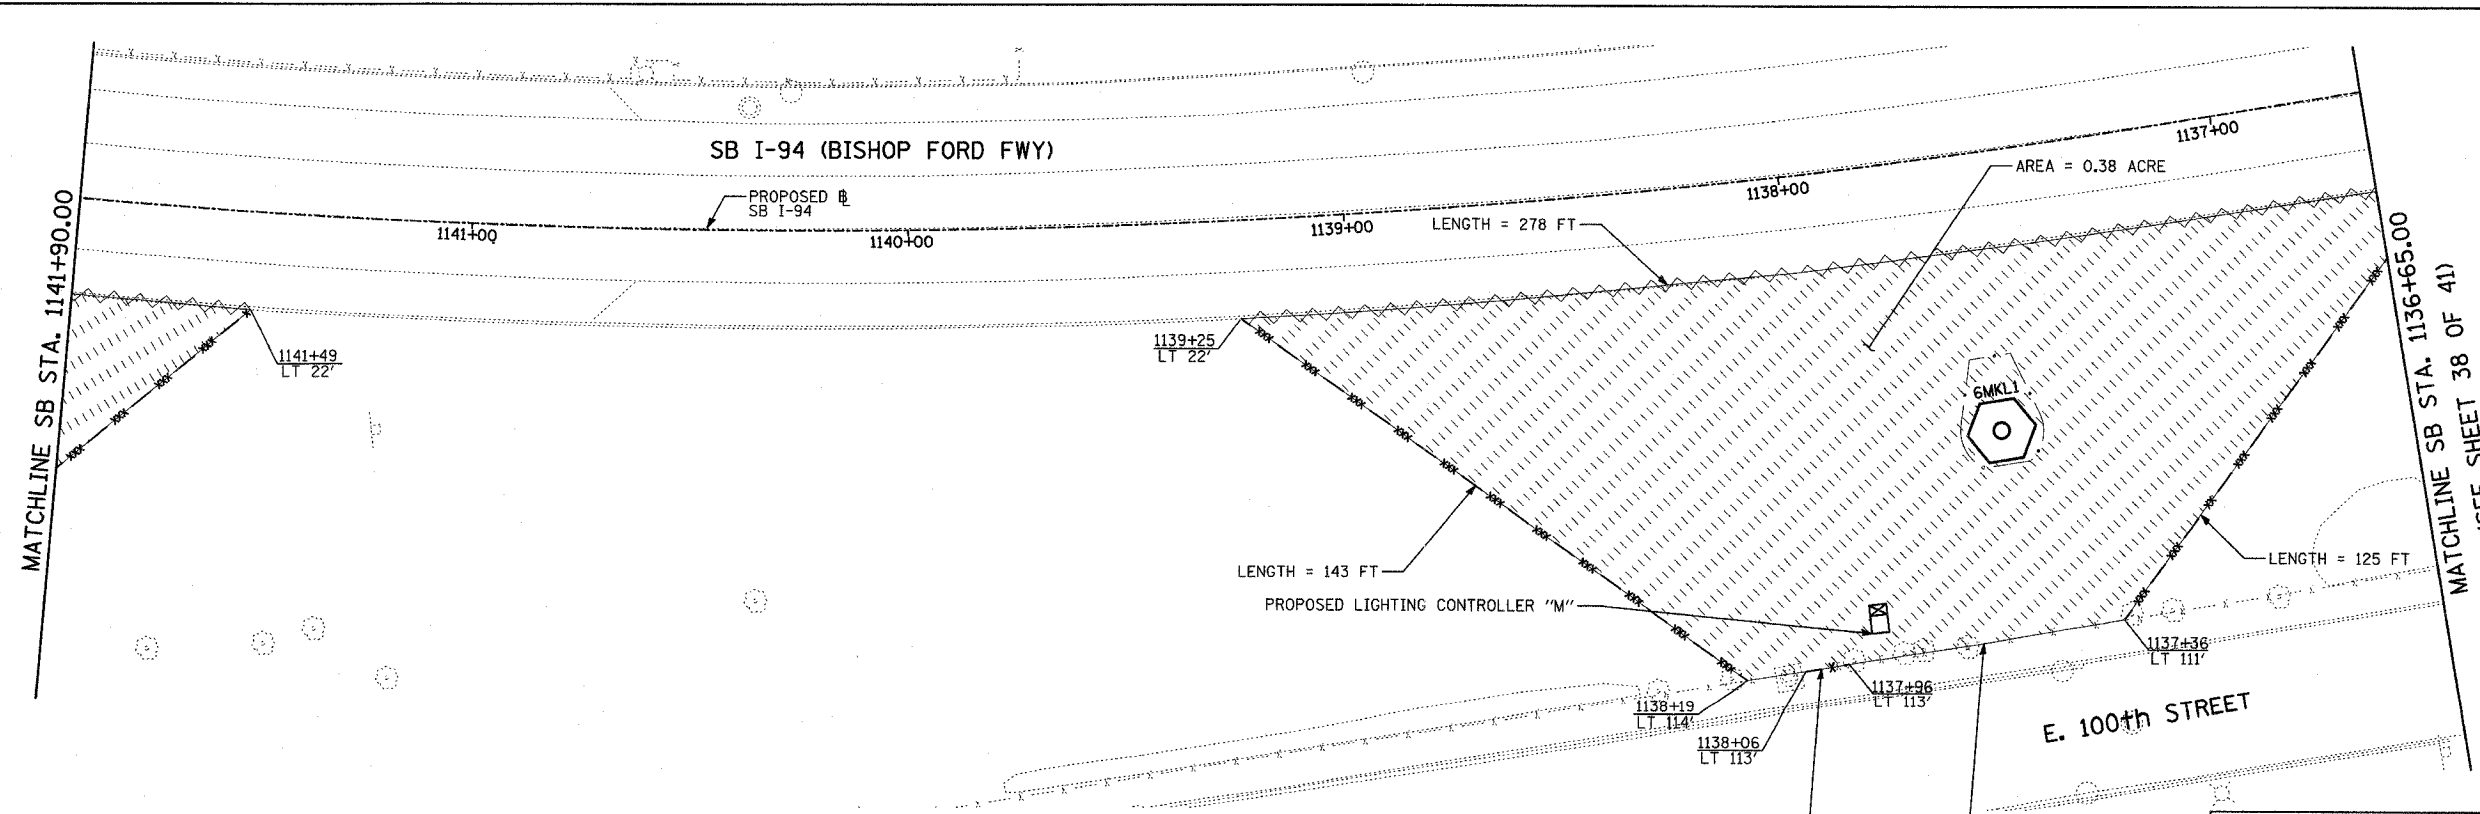 SB I-94 (BISHOP FORD FWY)
PROPOSED B
SB I-94
1141+00
1140+00
1139+00
1138+00
1137+00
AREA = 0.38 ACRE
LENGTH = 278 FT
MATCHLINE SB STA. 1141+90.00
1141+49
LT 22'
1139+25
LT 22'
6MKL1
LENGTH = 143 FT
PROPOSED LIGHTING CONTROLLER "M"
LENGTH = 125 FT
1137+36
LT 111'
1137+96
LT 113'
1138+19
LT 114'
1138+06
LT 113'
E. 100th STREET
MATCHLINE SB STA. 1136+65.00
SHEET 38 OF 41)